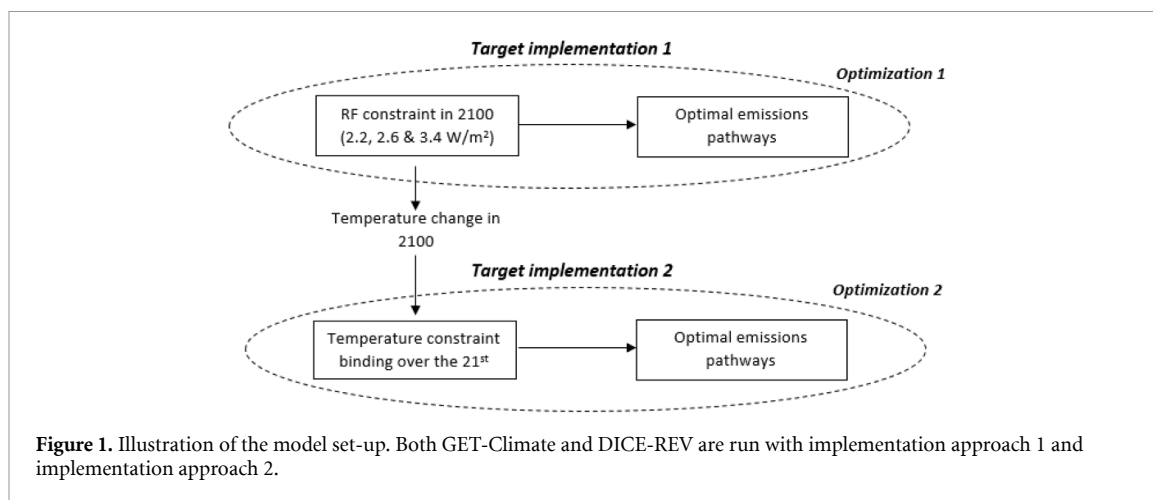 Target implementation 1
Optimization 1
RF constraint in 2100
(2.2, 2.6 & 3.4 W/m²)
Optimal emissions
pathways
Temperature change in
2100
Target implementation 2
Optimization 2
Temperature constraint
binding over the 21st
Optimal emissions
pathways
Figure 1. Illustration of the model set-up. Both GET-Climate and DICE-REV are run with implementation approach 1 and
implementation approach 2.